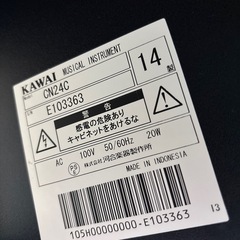 KAWAI MUSICAL INSTRUMENT
CN24C
14製
E103363
警告
感電の危険あり
キャビネットをあけるな
AC 100V 50/60Hz 20W
株式会社 河合楽器製作所
MADE IN INDONESIA
105H00000000-E103363